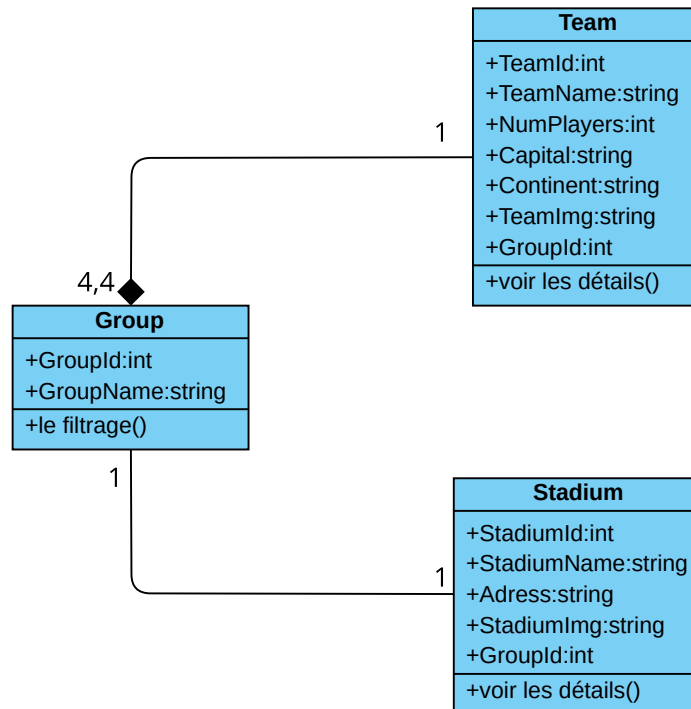 Team
+TeamId:int
+TeamName:string
+NumPlayers:int
+Capital:string
+Continent:string
+TeamImg:string
+GroupId:int
+voir les détails()
1
4,4
Group
+GroupId:int
+GroupName:string
+le filtrage()
1
1
Stadium
+StadiumId:int
+StadiumName:string
+Adress:string
+StadiumImg:string
+GroupId:int
+voir les détails()